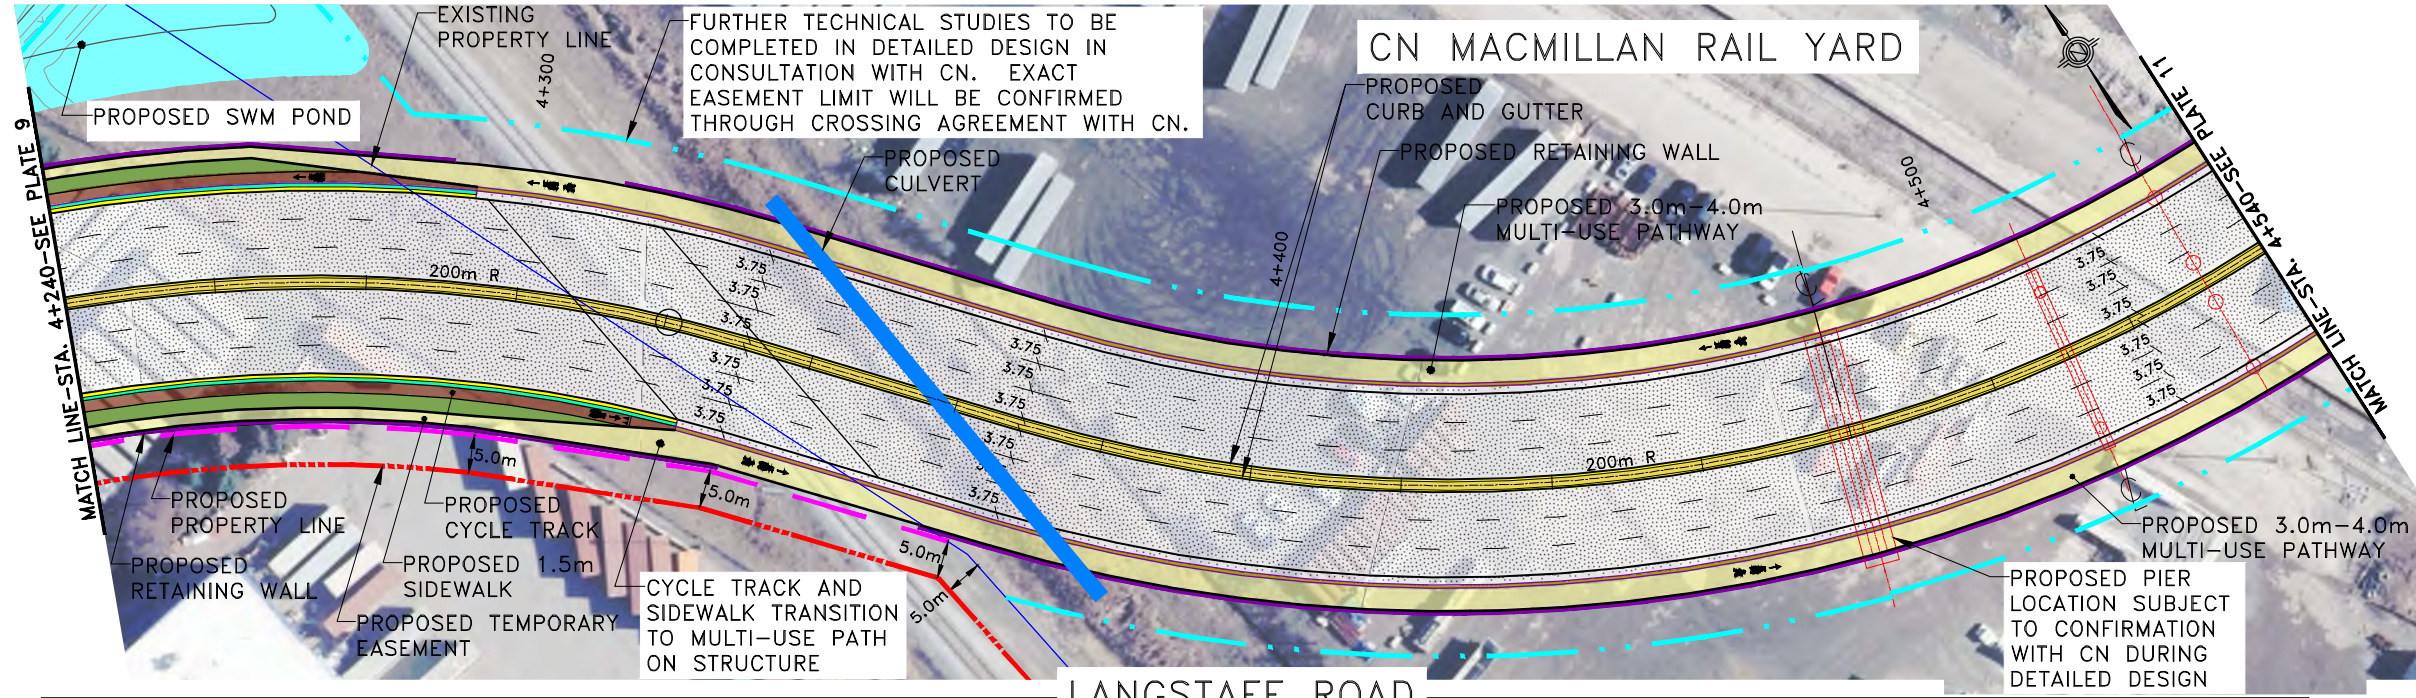 EXISTING
PROPERTY LINE
4+300
FURTHER TECHNICAL STUDIES TO BE
COMPLETED IN DETAILED DESIGN IN
CONSULTATION WITH CN. EXACT
EASEMENT LIMIT WILL BE CONFIRMED
THROUGH CROSSING AGREEMENT WITH CN.
CN MACMILLAN RAIL YARD
PROPOSED
CURB AND GUTTER
PROPOSED RETAINING WALL
PROPOSED SWM POND
PROPOSED
CULVERT
PROPOSED 3.0m-4.0m
MULTI-USE PATHWAY
4+400
4+500
MATCH LINE-STA. 4+240-SEE PLATE 9
MATCH LINE-STA. 4+540-SEE PLATE 11
200m R
3.75
3.75
3.75
3.75
3.75
3.75
3.75
3.75
3.75
3.75
3.75
3.75
200m R
3.75
3.75
3.75
3.75
3.75
3.75
5.0m
5.0m
5.0m
5.0m
PROPOSED
PROPERTY LINE
PROPOSED
RETAINING WALL
PROPOSED
CYCLE TRACK
PROPOSED 1.5m
SIDEWALK
PROPOSED TEMPORARY
EASEMENT
CYCLE TRACK AND
SIDEWALK TRANSITION
TO MULTI-USE PATH
ON STRUCTURE
PROPOSED 3.0m-4.0m
MULTI-USE PATHWAY
PROPOSED PIER
LOCATION SUBJECT
TO CONFIRMATION
WITH CN DURING
DETAILED DESIGN
LANGSTAFF ROAD